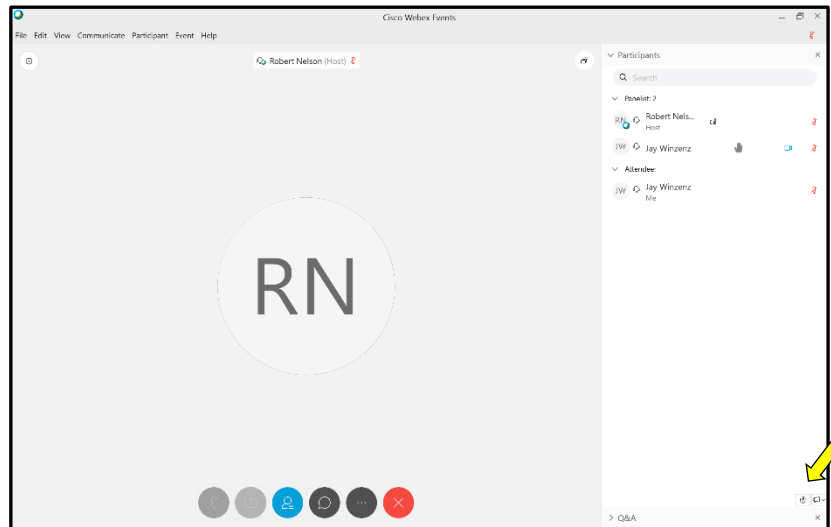 Cisco Webex Events
File Edit View Communicate Participant Event Help
Robert Nelson (Host)
Participants
Search
Panelist: 2
RN Robert Nels...
Host
JW Jay Winzenz
Attendee:
JW Jay Winzenz
Me
RN
Q&A